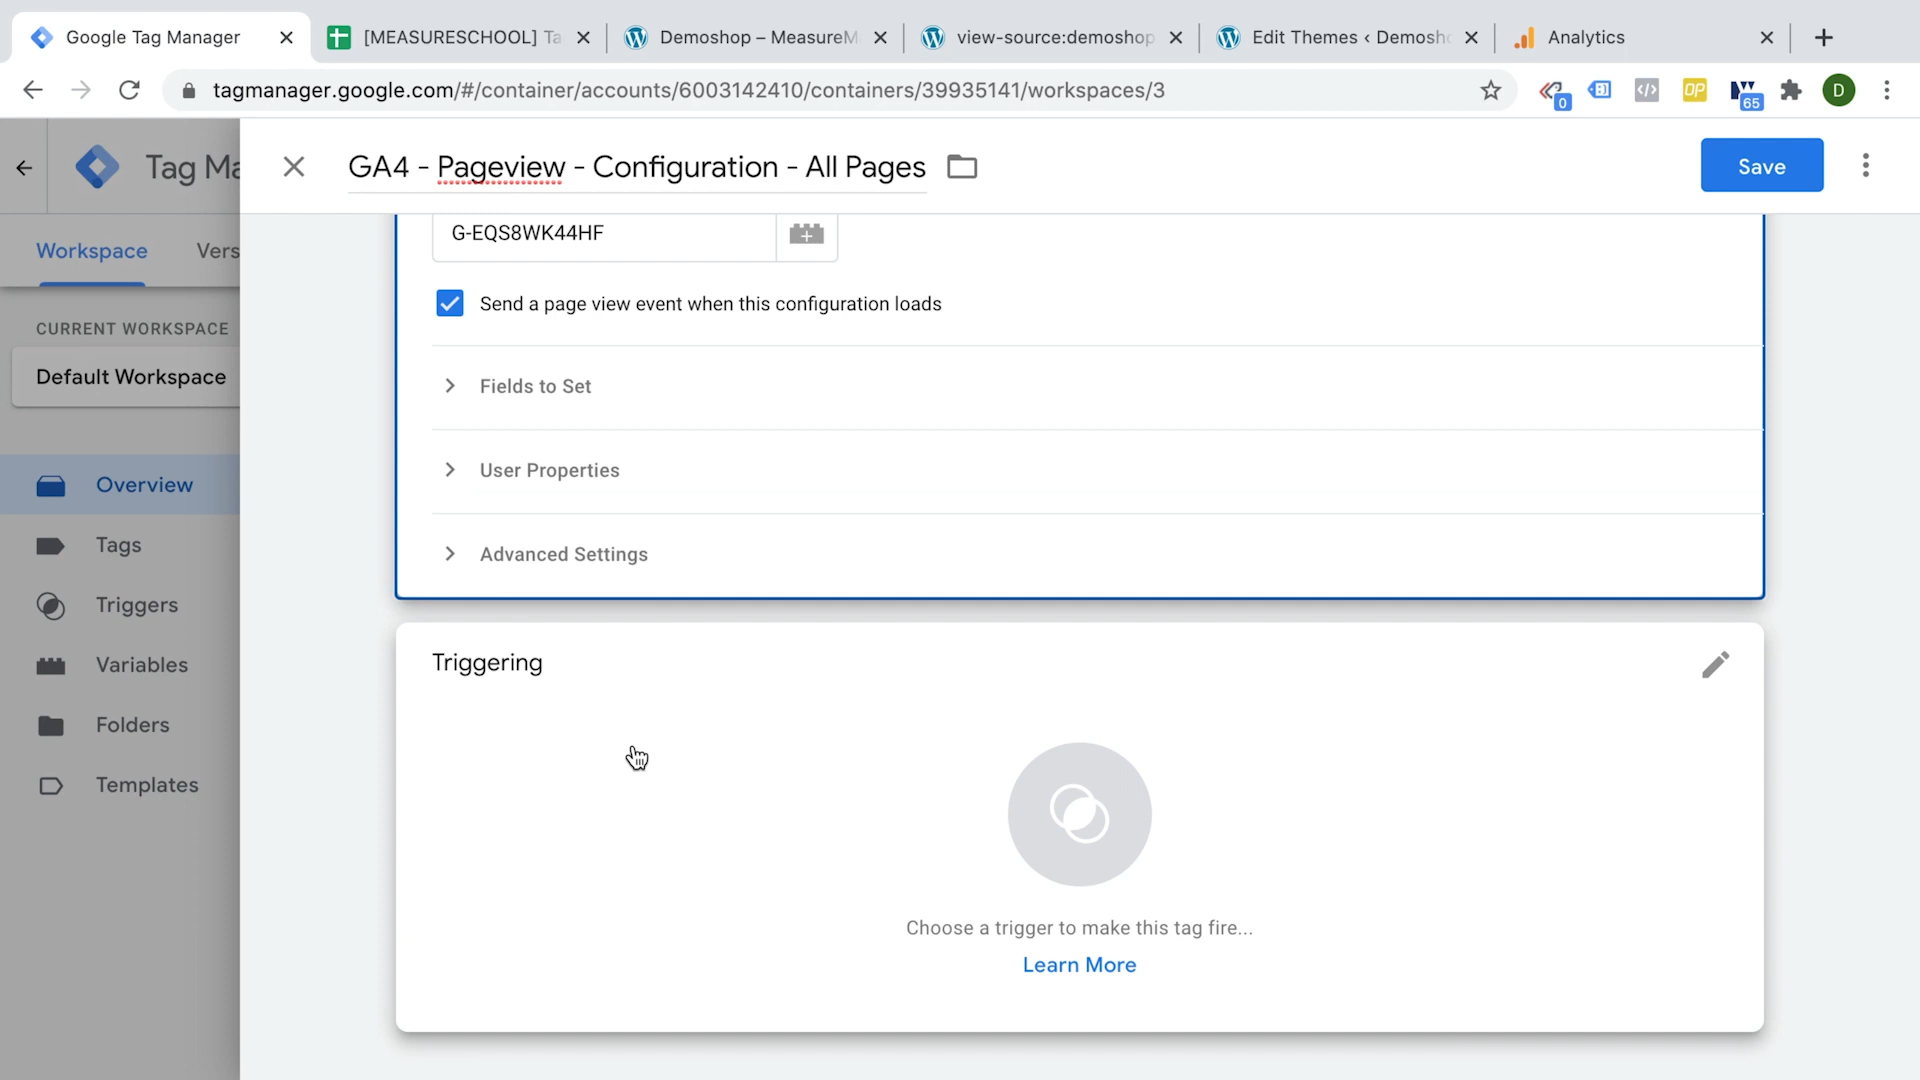 Google Tag Manager
[MEASURESCHOOL] Ta
Demoshop – MeasureM
view-source:demoshop
Edit Themes ‹ Demosho
Analytics
tagmanager.google.com/#/container/accounts/6003142410/containers/39935141/workspaces/3
0
OP
65
D
Tag Ma
GA4 - Pageview - Configuration - All Pages
Save
Workspace
Vers
G-EQS8WK44HF
Send a page view event when this configuration loads
CURRENT WORKSPACE
Default Workspace
Fields to Set
User Properties
Advanced Settings
Overview
Tags
Triggers
Variables
Folders
Templates
Triggering
Choose a trigger to make this tag fire...
Learn More